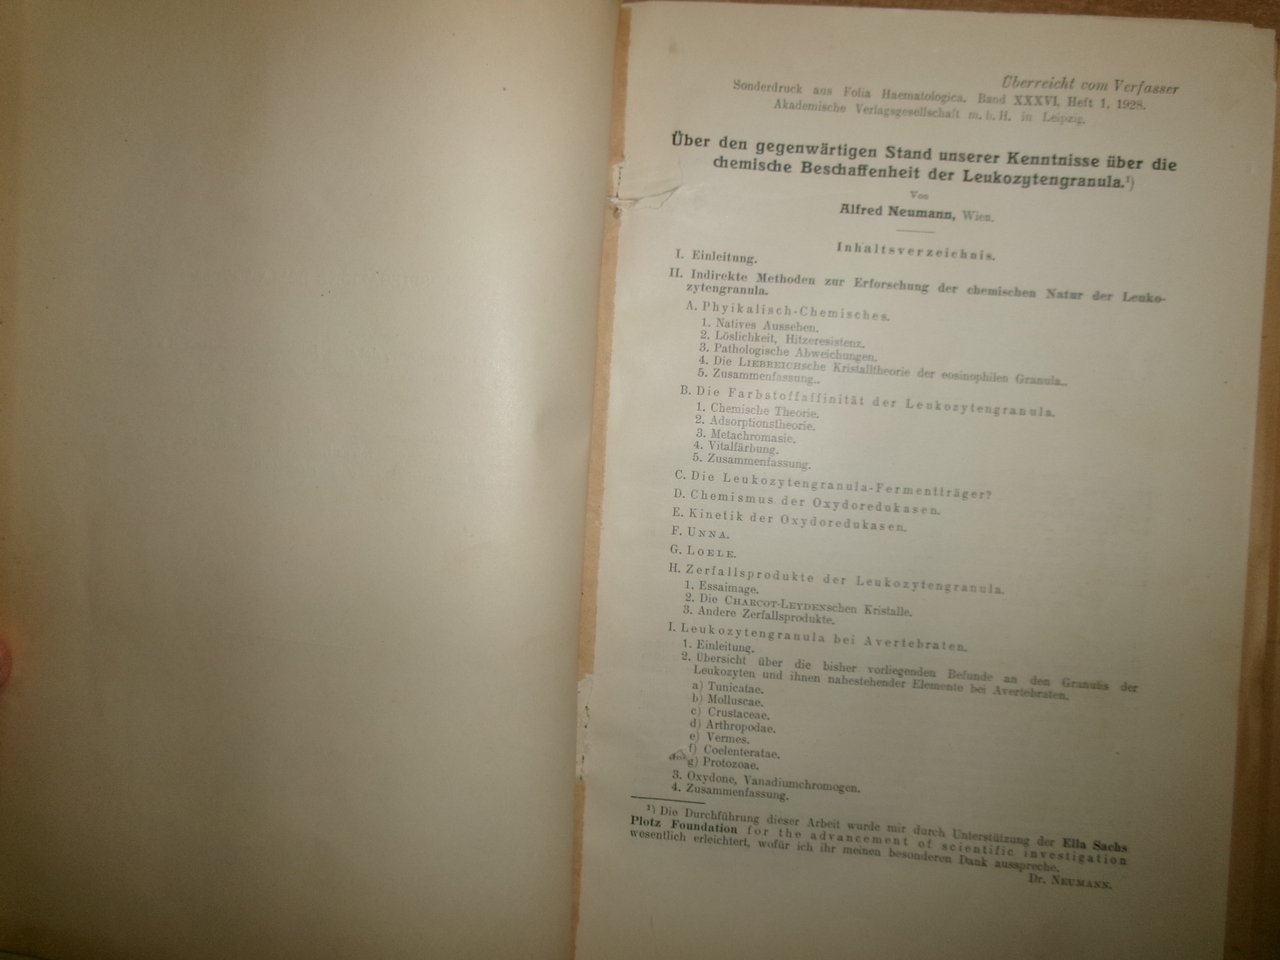 Überreicht vom Verfasser
Sonderdruck aus Folia Haematologica. Band XXXVI, Heft 1, 1928.
Akademische Verlagsgesellschaft m. b. H. in Leipzig.
Über den gegenwärtigen Stand unserer Kenntnisse über die
chemische Beschaffenheit der Leukozytengranula.¹)
Von
Alfred Neumann, Wien.
Inhaltsverzeichnis.
I. Einleitung.
II. Indirekte Methoden zur Erforschung der chemischen Natur der Leuko-
zytengranula.
A. Phyikalisch-Chemisches.
1. Natives Aussehen.
2. Löslichkeit, Hitzeresistenz.
3. Pathologische Abweichungen.
4. Die LIEBREICHsche Kristalltheorie der eosinophilen Granula..
5. Zusammenfassung..
B. Die Farbstoffaffinität der Leukozytengranula.
1. Chemische Theorie.
2. Adsorptionstheorie.
3. Metachromasie.
4. Vitalfärbung.
5. Zusammenfassung.
C. Die Leukozytengranula-Fermentträger?
D. Chemismus der Oxydoredukasen.
E. Kinetik der Oxydoredukasen.
F. UNNA.
G. LOELE.
H. Zerfallsprodukte der Leukozytengranula.
1. Essaimage.
2. Die CHARCOT-LEYDENschen Kristalle.
3. Andere Zerfallsprodukte.
I. Leukozytengranula bei Avertebraten.
1. Einleitung.
2. Übersicht über die bisher vorliegenden Befunde an den Granulis der
Leukozyten und ihnen nahestehender Elemente bei Avertebraten.
a) Tunicatae.
b) Molluscae.
c) Crustaceae.
d) Arthropodae.
e) Vermes.
f) Coelenteratae.
g) Protozoae.
3. Oxydone, Vanadiumchromogen.
4. Zusammenfassung.
¹) Die Durchführung dieser Arbeit wurde mir durch Unterstützung der Ella Sachs
Plotz Foundation for the advancement of scientific investigation
wesentlich erleichtert, wofür ich ihr meinen besonderen Dank ausspreche.
Dr. NEUMANN.